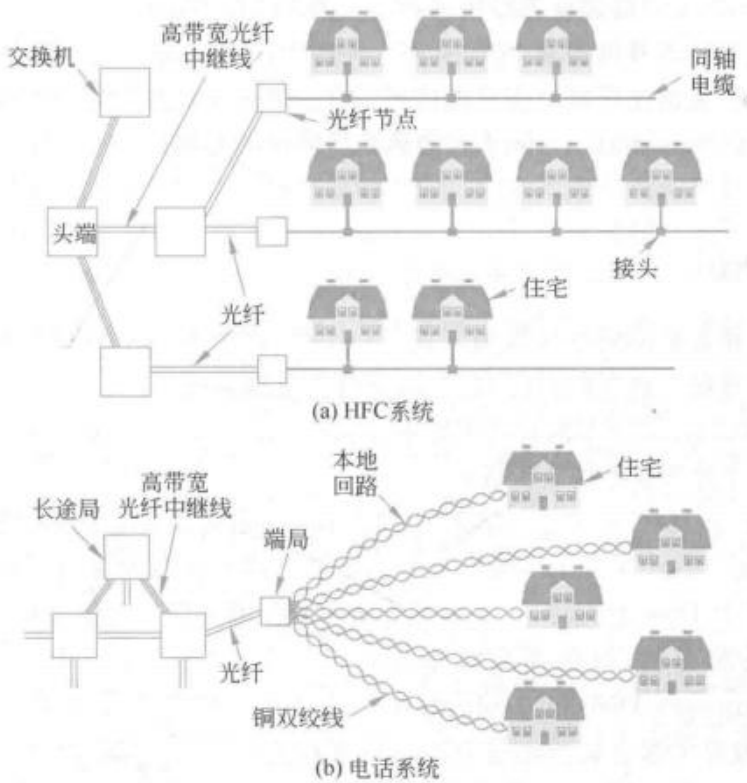 交换机
高带宽光纤
中继线
同轴
电缆
光纤节点
头端
接头
光纤
住宅
(a) HFC系统
本地
回路
住宅
高带宽
光纤中继线
长途局
端局
光纤
铜双绞线
(b) 电话系统